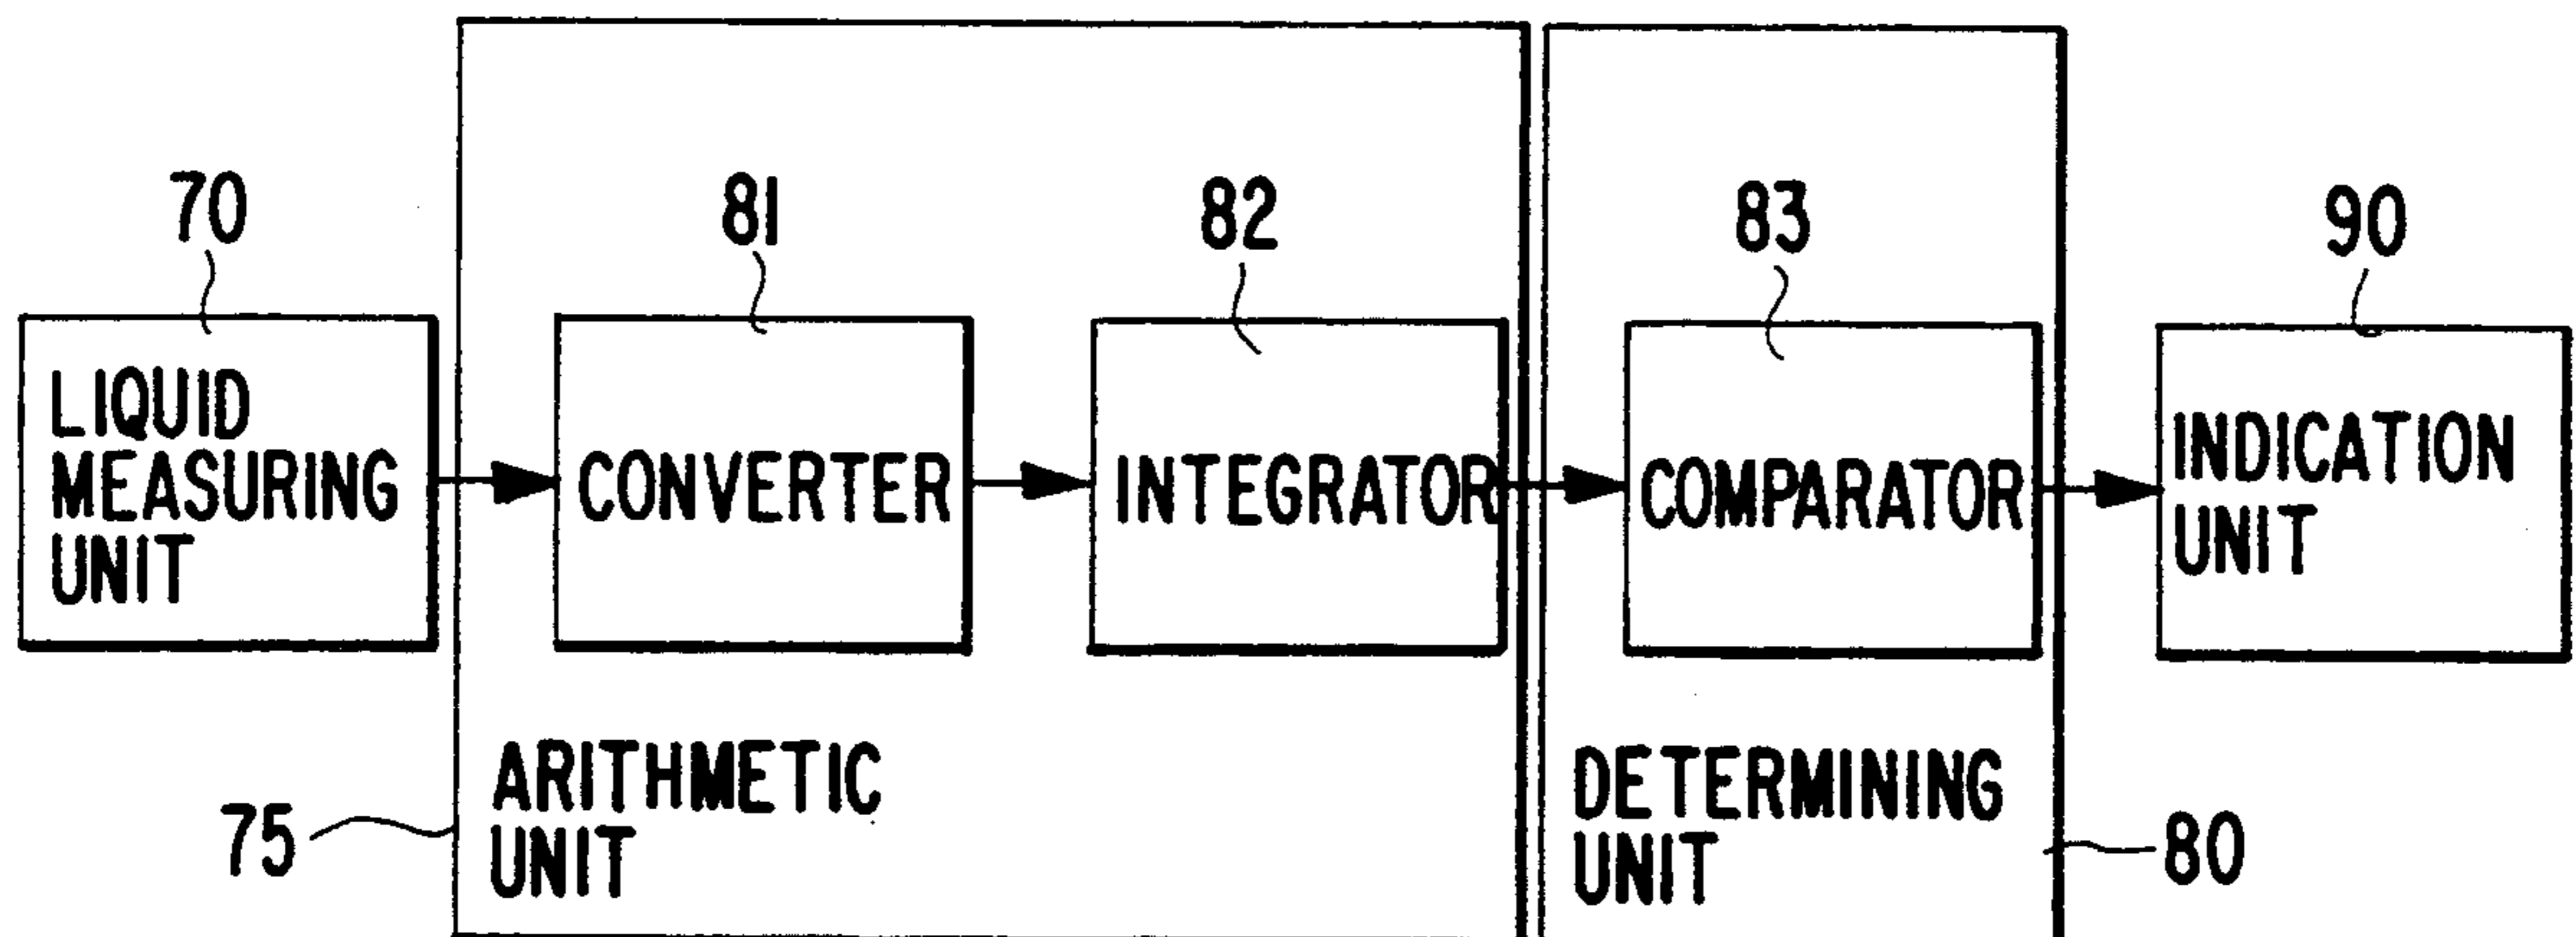 70
81
82
83
90
LIQUID
MEASURING
UNIT
CONVERTER
INTEGRATOR
COMPARATOR
INDICATION
UNIT
75
ARITHMETIC
UNIT
DETERMINING
UNIT
80